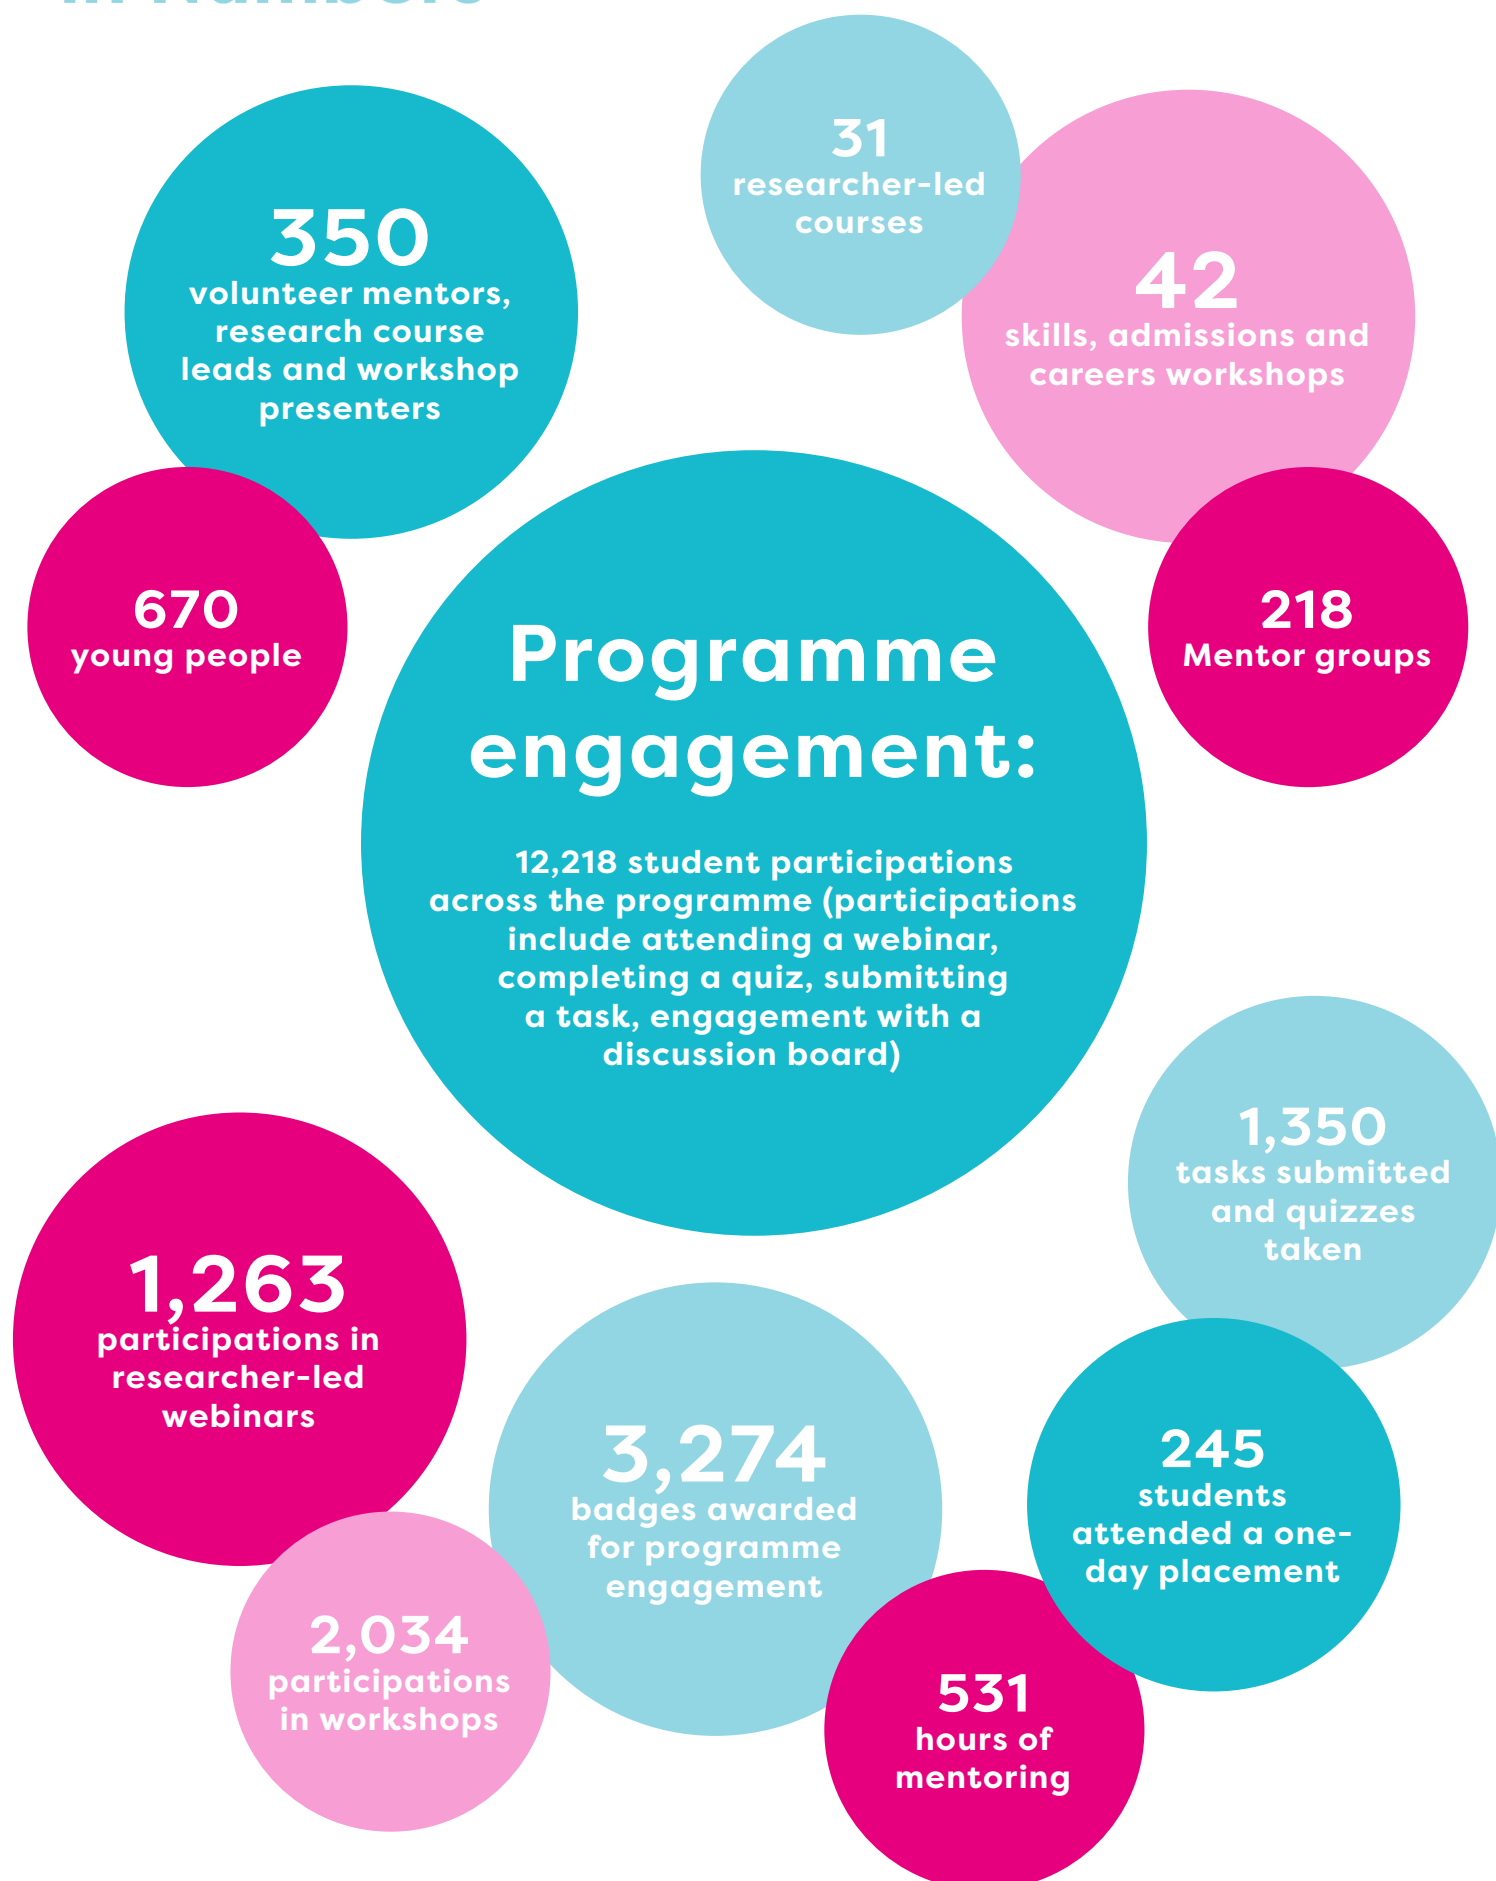 in Numbers
31
researcher-led
courses
350
volunteer mentors,
research course
leads and workshop
presenters
42
skills, admissions and
careers workshops
670
young people
218
Mentor groups
Programme
engagement:
12,218 student participations
across the programme (participations
include attending a webinar,
completing a quiz, submitting
a task, engagement with a
discussion board)
1,350
tasks submitted
and quizzes
taken
1,263
participations in
researcher-led
webinars
3,274
badges awarded
for programme
engagement
245
students
attended a one-
day placement
2,034
participations
in workshops
531
hours of
mentoring